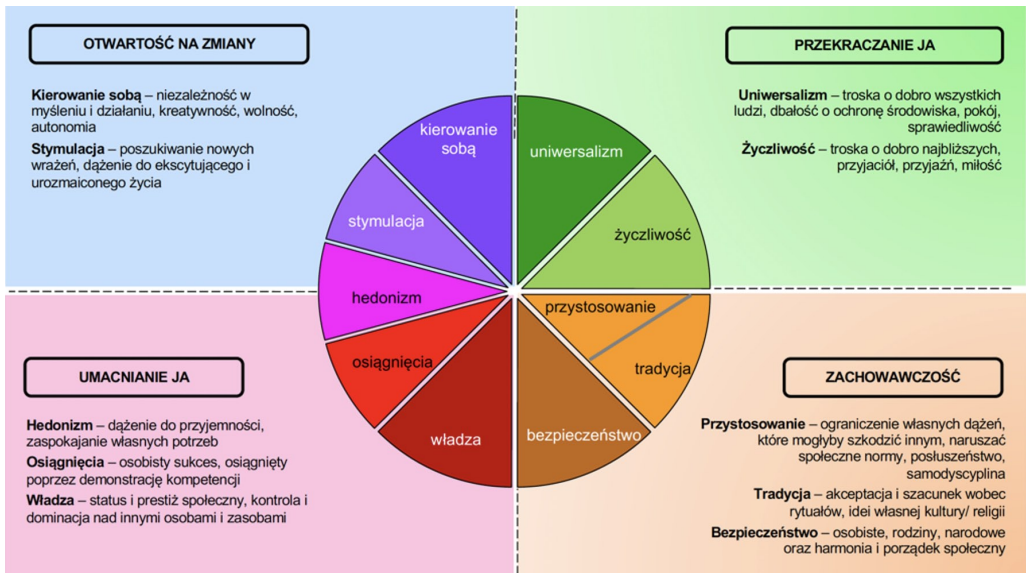 OTWARTOŚĆ NA ZMIANY
Kierowanie sobą – niezależność w
myśleniu i działaniu, kreatywność, wolność,
autonomia
Stymulacja – poszukiwanie nowych
wrażeń, dążenie do ekscytującego i
urozmaiconego życia
PRZEKRACZANIE JA
Uniwersalizm – troska o dobro wszystkich
ludzi, dbałość o ochronę środowiska, pokój,
sprawiedliwość
Życzliwość – troska o dobro najbliższych,
przyjaciół, przyjaźń, miłość
kierowanie
sobą
uniwersalizm
stymulacja
życzliwość
hedonizm
przystosowanie
osiągnięcia
tradycja
władza
bezpieczeństwo
UMACNIANIE JA
Hedonizm – dążenie do przyjemności,
zaspokajanie własnych potrzeb
Osiągnięcia – osobisty sukces, osiągnięty
poprzez demonstrację kompetencji
Władza – status i prestiż społeczny, kontrola i
dominacja nad innymi osobami i zasobami
ZACHOWAWCZOŚĆ
Przystosowanie – ograniczenie własnych dążeń,
które mogłyby szkodzić innym, naruszać
społeczne normy, posłuszeństwo,
samodyscyplina
Tradycja – akceptacja i szacunek wobec
rytuałów, idei własnej kultury/ religii
Bezpieczeństwo – osobiste, rodziny, narodowe
oraz harmonia i porządek społeczny